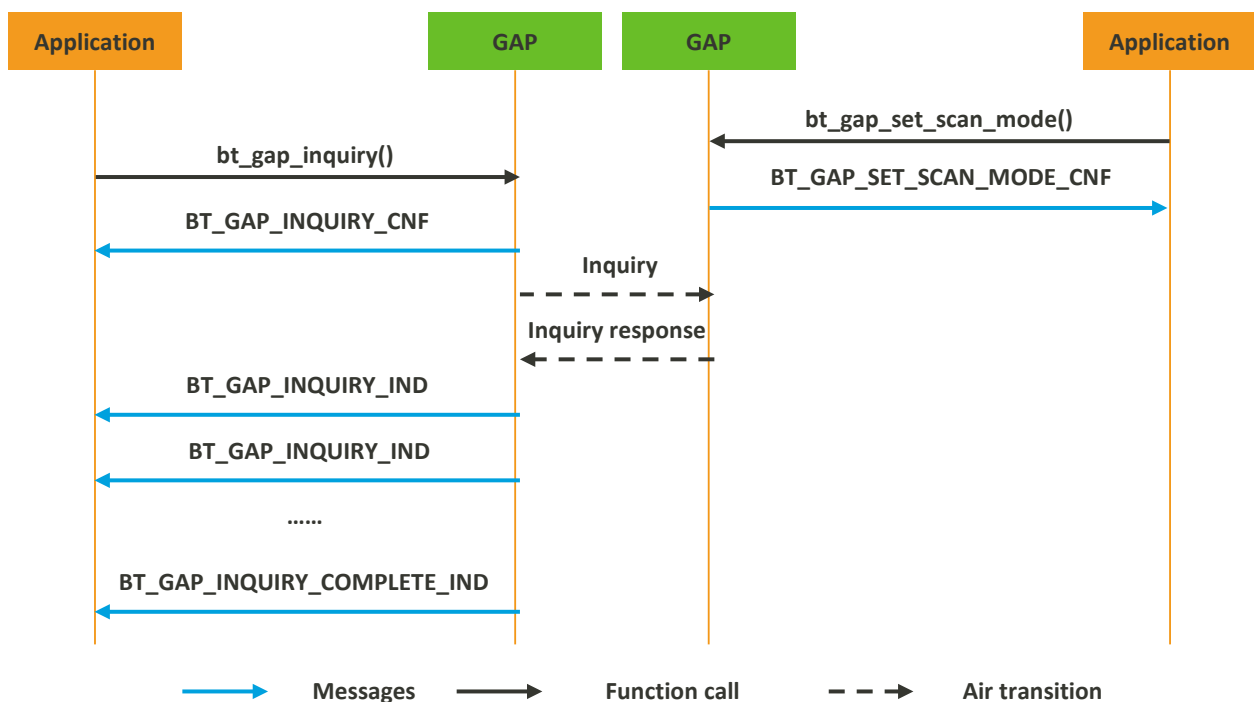 Application
GAP
GAP
Application
bt_gap_set_scan_mode()
bt_gap_inquiry()
BT_GAP_SET_SCAN_MODE_CNF
BT_GAP_INQUIRY_CNF
Inquiry
Inquiry response
BT_GAP_INQUIRY_IND
BT_GAP_INQUIRY_IND
......
BT_GAP_INQUIRY_COMPLETE_IND
Messages
Function call
Air transition